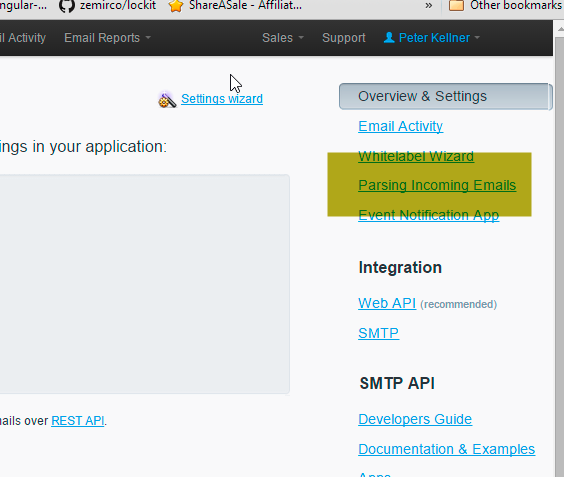 ngular-... zemirco/lockit ShareASale - Affiliat... » Other bookmarks
il Activity Email Reports Sales Support Peter Kellner
Settings wizard
ings in your application:
Overview & Settings
Email Activity
Whitelabel Wizard
Parsing Incoming Emails
Event Notification App
Integration
Web API (recommended)
SMTP
SMTP API
Developers Guide
nails over REST API.
Documentation & Examples
Apps